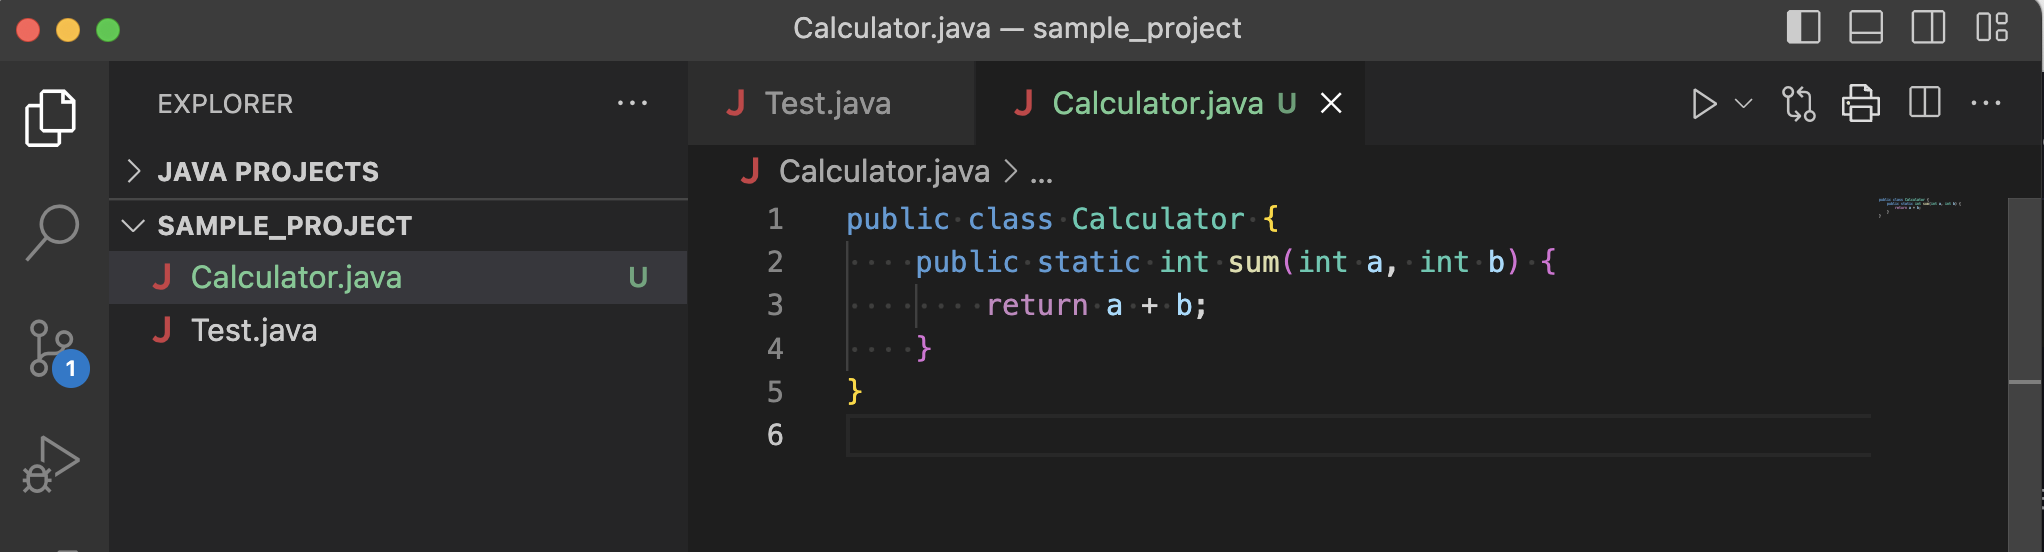 Calculator.java — sample_project
EXPLORER
JAVA PROJECTS
SAMPLE_PROJECT
Calculator.java U
Test.java
1
Test.java
Calculator.java U
Calculator.java > ...
1 public class Calculator {
2     public static int sum(int a, int b) {
3         return a + b;
4     }
5 }
6